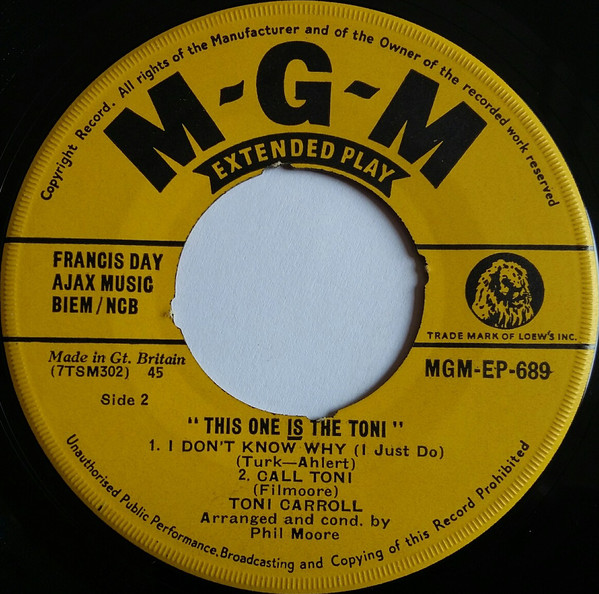 Copyright Record. All rights of the Manufacturer and of the Owner of the recorded work reserved
M-G-M
EXTENDED PLAY
FRANCIS DAY
AJAX MUSIC
BIEM/NCB
TRADE MARK OF LOEW'S INC.
Made in Gt. Britain
(7TSM302) 45
MGM-EP-689
Side 2
"THIS ONE IS THE TONI"
1. I DON'T KNOW WHY (I Just Do)
(Turk—Ahlert)
2. CALL TONI
(Filmoore)
TONI CARROLL
Arranged and cond. by
Phil Moore
Unauthorised Public Performance, Broadcasting and Copying of this Record Prohibited